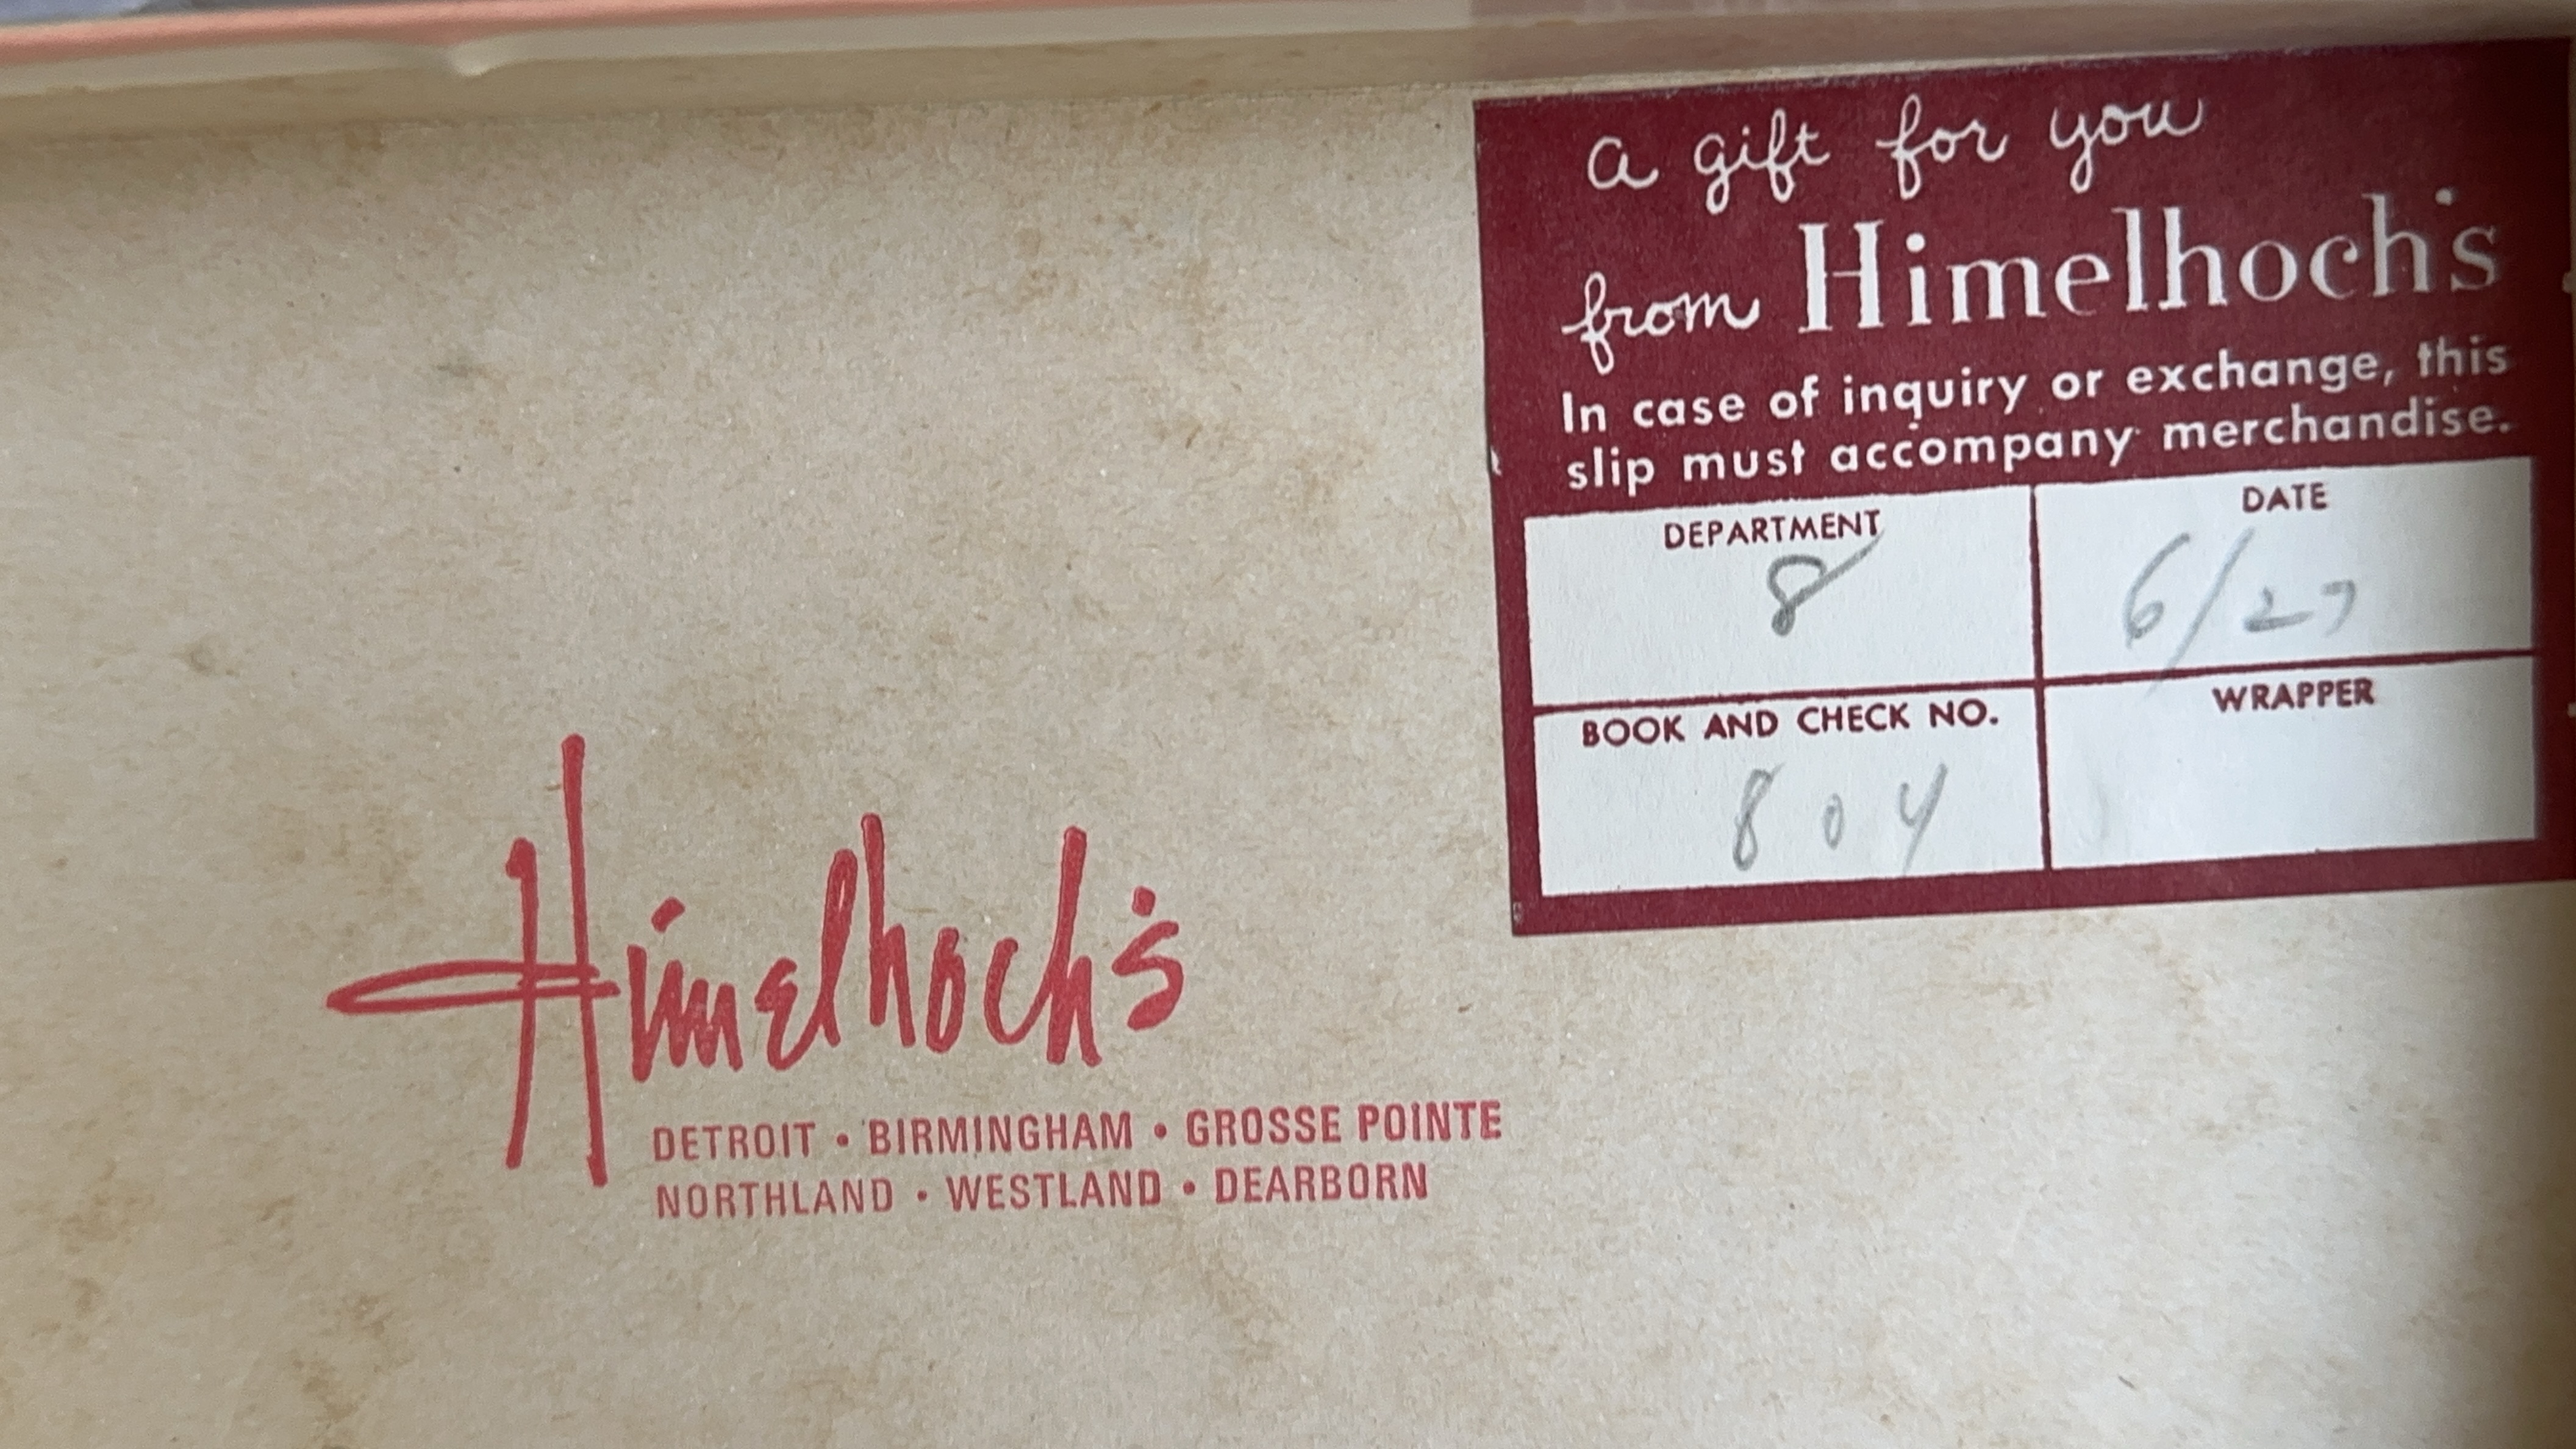 a gift for you
from Himelhoch's
In case of inquiry or exchange, this
slip must accompany merchandise.
DEPARTMENT
8
DATE
6/27
BOOK AND CHECK NO.
804
WRAPPER
Himelhoch's
DETROIT • BIRMINGHAM • GROSSE POINTE
NORTHLAND • WESTLAND • DEARBORN